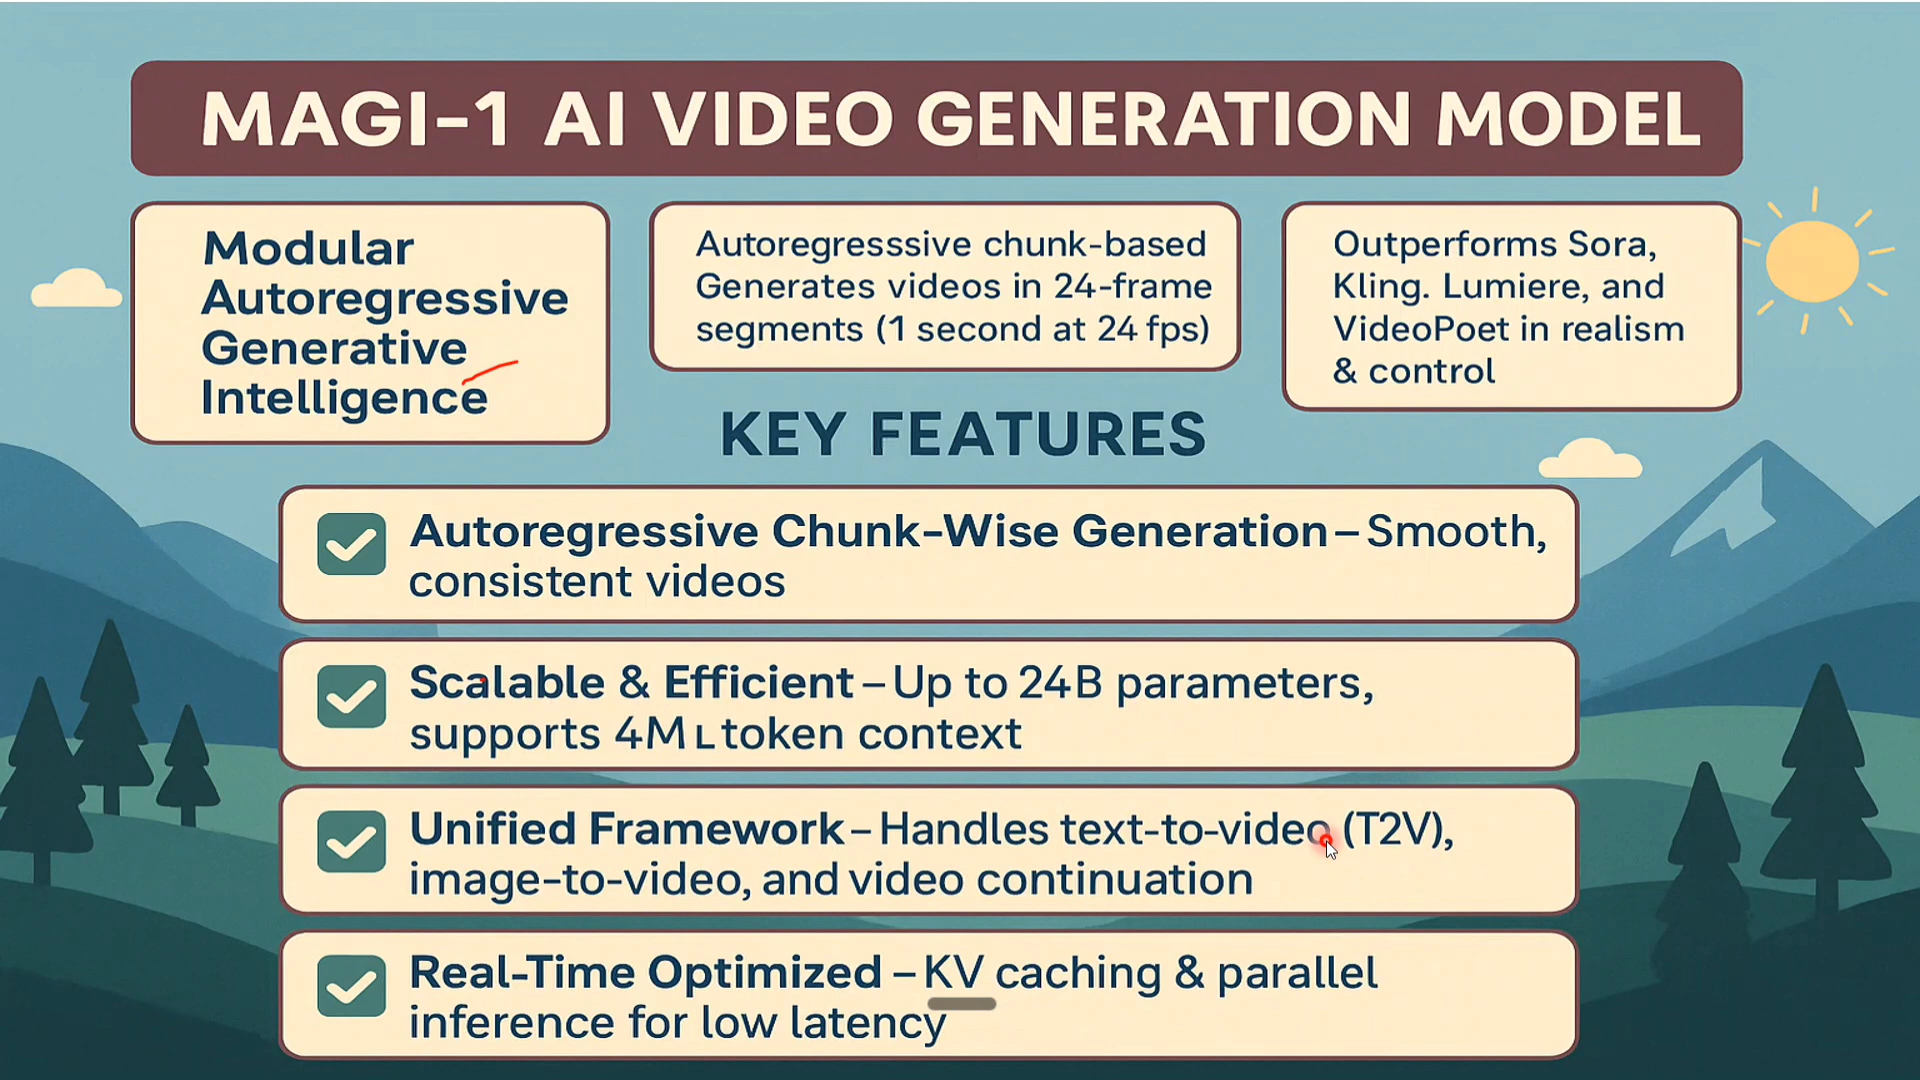 MAGI-1 AI VIDEO GENERATION MODEL
Modular
Autoregressive
Generative
Intelligence
Autoregresssive chunk-based
Generates videos in 24-frame
segments (1 second at 24 fps)
Outperforms Sora,
Kling. Lumiere, and
VideoPoet in realism
& control
KEY FEATURES
Autoregressive Chunk-Wise Generation – Smooth,
consistent videos
Scalable & Efficient – Up to 24B parameters,
supports 4M ʟ token context
Unified Framework – Handles text-to-video (T2V),
image-to-video, and video continuation
Real-Time Optimized – KV caching & parallel
inference for low latency